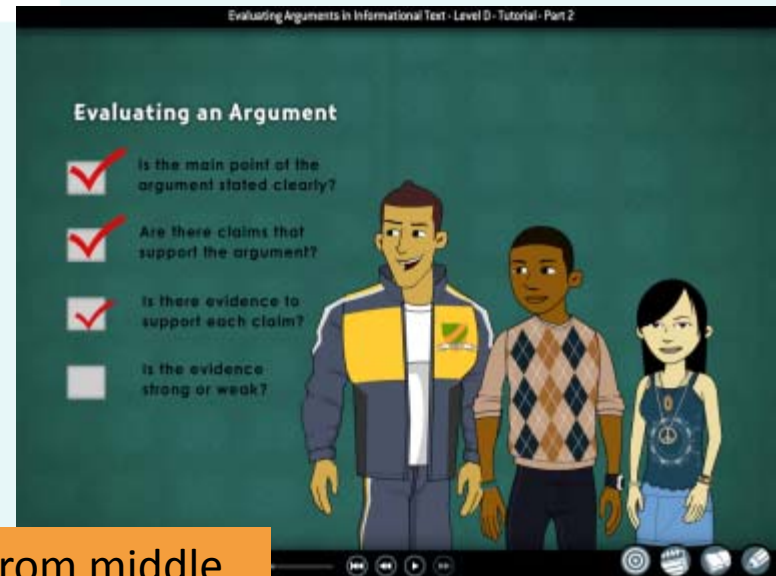 Evaluating Arguments in Informational Text - Level D - Tutorial - Part 2
Evaluating an Argument
Is the main point of the
argument stated clearly?
Are there claims that
support the argument?
Is there evidence to
support each claim?
Is the evidence
strong or weak?
from middle